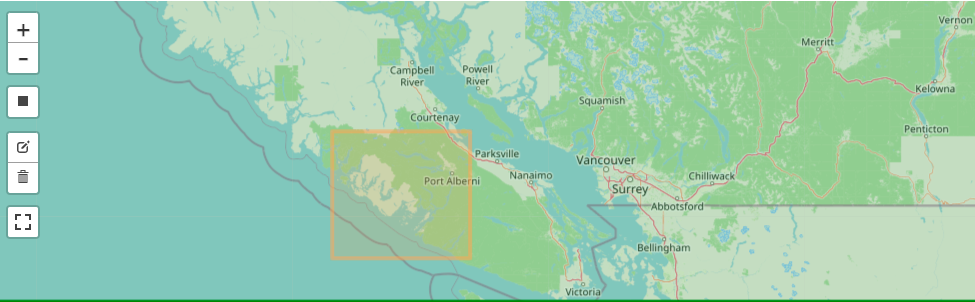 +
Vernon
Merritt
−
Campbell
River
Powell
River
Kelowna
Squamish
Courtenay
Penticton
Parksville
Vancouver
Port Alberni
Nanaimo
Chilliwack
Surrey
Abbotsford
Bellingham
Victoria